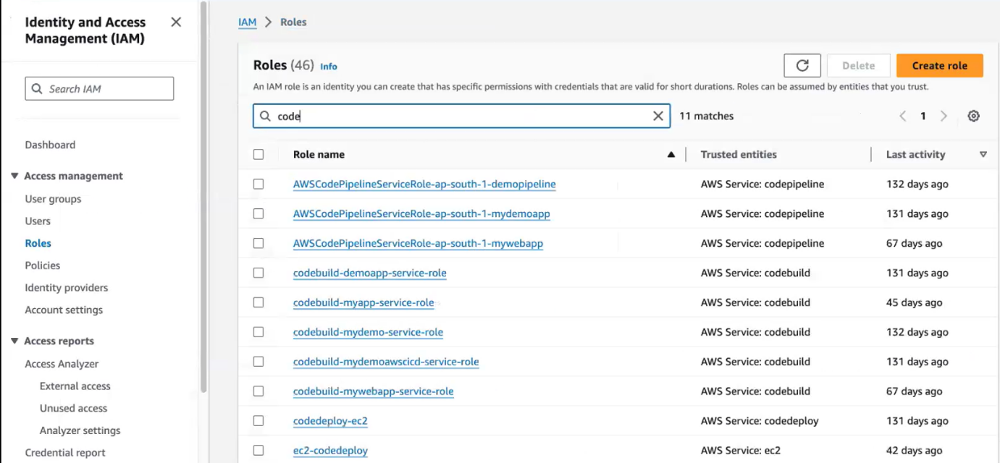 Identity and Access
Management (IAM)
Search IAM
Dashboard
Access management
User groups
Users
Roles
Policies
Identity providers
Account settings
Access reports
Access Analyzer
External access
Unused access
Analyzer settings
Credential report
IAM > Roles
Roles (46) Info
Delete
Create role
An IAM role is an identity you can create that has specific permissions with credentials that are valid for short durations. Roles can be assumed by entities that you trust.
code
11 matches
1
Role name Trusted entities Last activity
AWSCodePipelineServiceRole-ap-south-1-demopipeline AWS Service: codepipeline 132 days ago
AWSCodePipelineServiceRole-ap-south-1-mydemoapp AWS Service: codepipeline 131 days ago
AWSCodePipelineServiceRole-ap-south-1-mywebapp AWS Service: codepipeline 67 days ago
codebuild-demoapp-service-role AWS Service: codebuild 131 days ago
codebuild-myapp-service-role AWS Service: codebuild 45 days ago
codebuild-mydemo-service-role AWS Service: codebuild 132 days ago
codebuild-mydemoawscicd-service-role AWS Service: codebuild 131 days ago
codebuild-mywebapp-service-role AWS Service: codebuild 67 days ago
codedeploy-ec2 AWS Service: codedeploy 131 days ago
ec2-codedeploy AWS Service: ec2 42 days ago